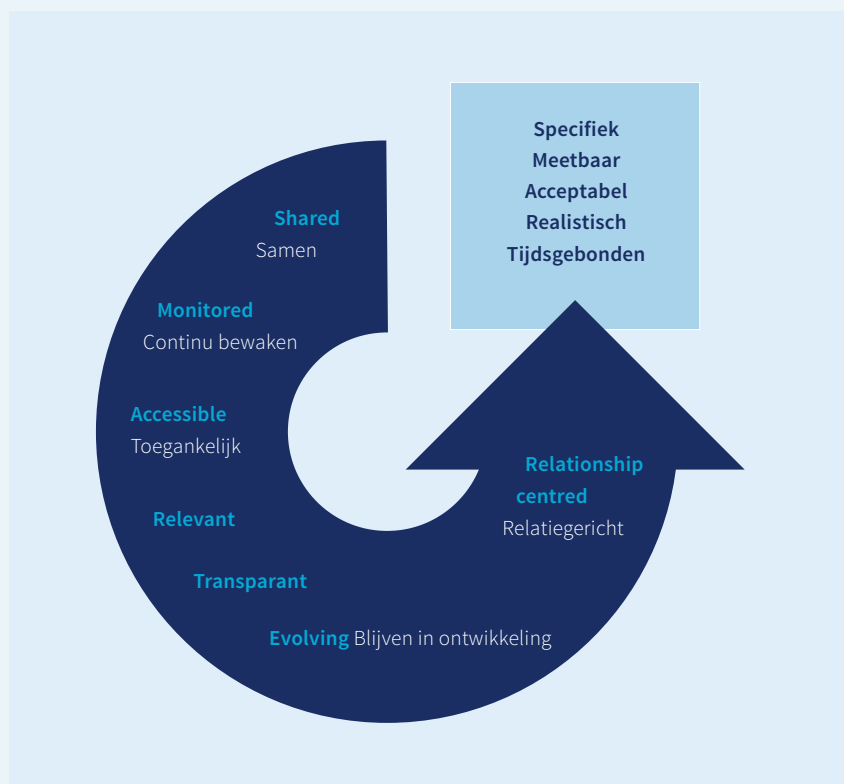 Specifiek
Meetbaar
Acceptabel
Realistisch
Tijdsgebonden
Shared
Samen
Monitored
Continu bewaken
Accessible
Toegankelijk
Relevant
Transparant
Evolving Blijven in ontwikkeling
Relationship
centred
Relatiegericht